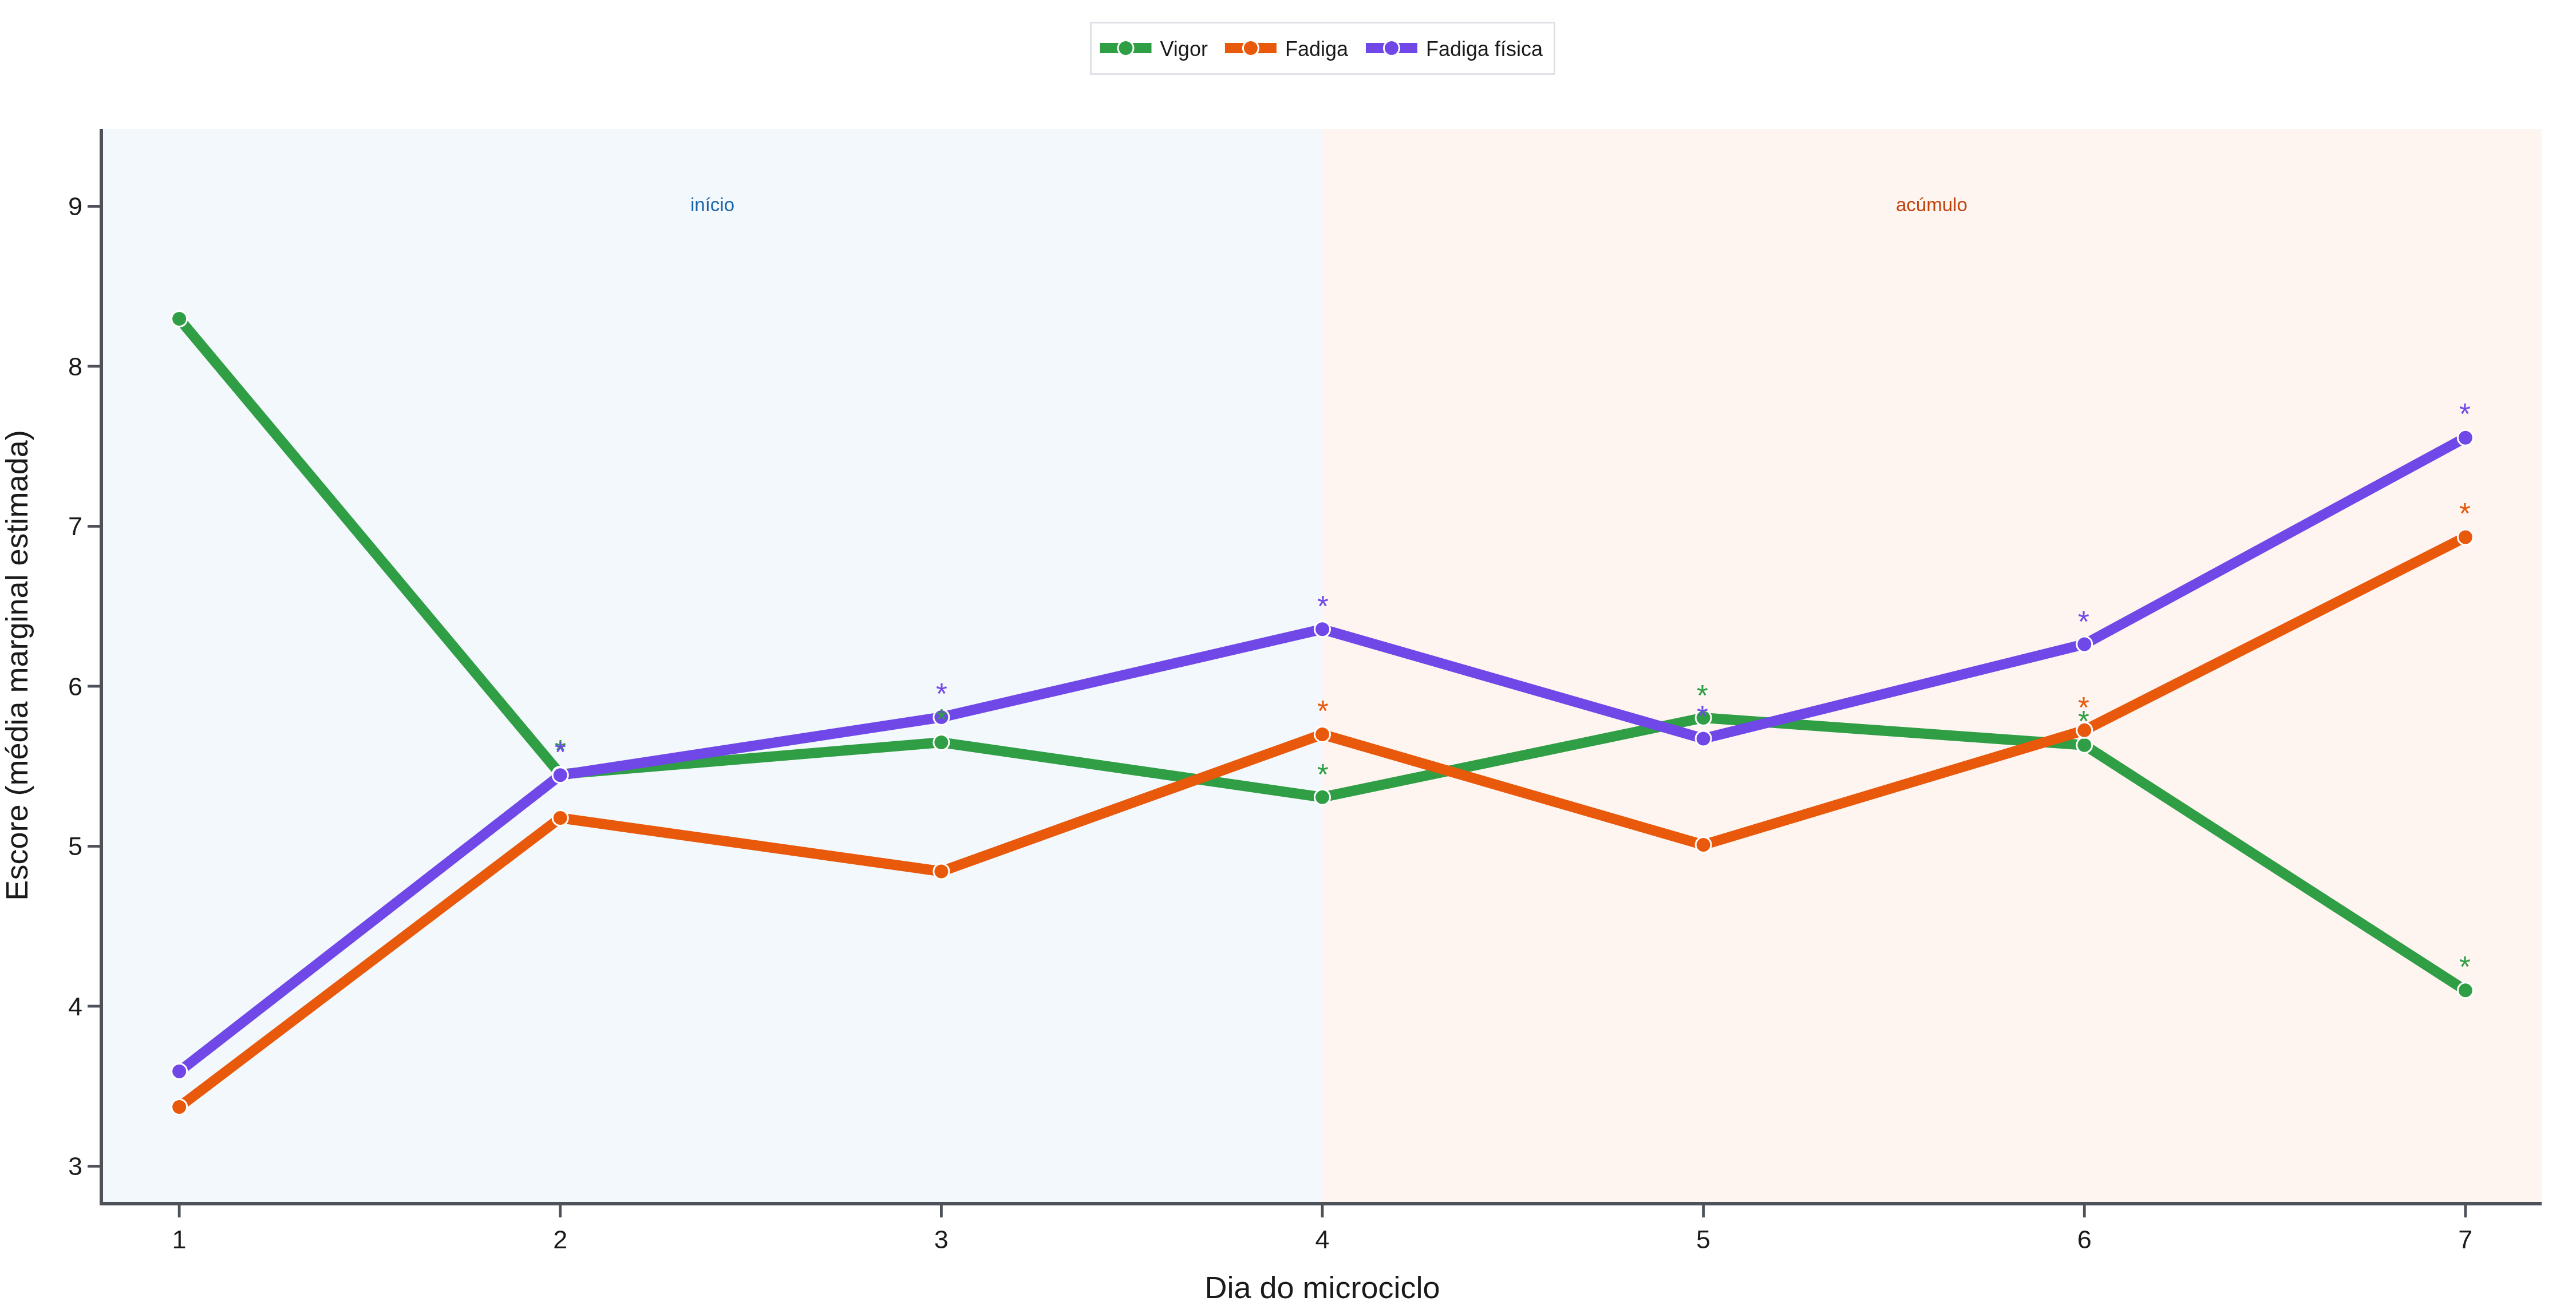 Vigor Fadiga Fadiga física
início acúmulo
Escore (média marginal estimada)
9
8
7
6
5
4
3
* * * * * * * * * * * * * * * *
1 2 3 4 5 6 7
Dia do microciclo